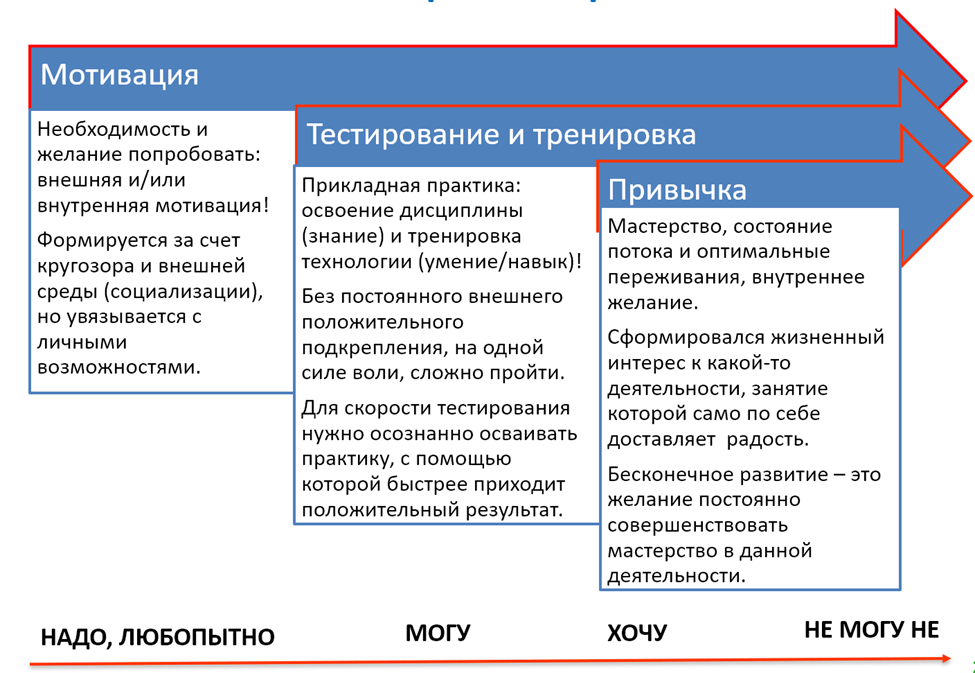 Мотивация
Необходимость и
желание попробовать:
внешняя и/или
внутренняя мотивация!
Формируется за счет
кругозора и внешней
среды (социализации),
но увязывается с
личными
возможностями.
Тестирование и тренировка
Прикладная практика:
освоение дисциплины
(знание) и тренировка
технологии (умение/навык)!
Без постоянного внешнего
положительного
подкрепления, на одной
силе воли, сложно пройти.
Для скорости тестирования
нужно осознанно осваивать
практику, с помощью
которой быстрее приходит
положительный результат.
Привычка
Мастерство, состояние
потока и оптимальные
переживания, внутреннее
желание.
Сформировался жизненный
интерес к какой-то
деятельности, занятие
которой само по себе
доставляет радость.
Бесконечное развитие – это
желание постоянно
совершенствовать
мастерство в данной
деятельности.
НАДО, ЛЮБОПЫТНО
МОГУ
ХОЧУ
НЕ МОГУ НЕ